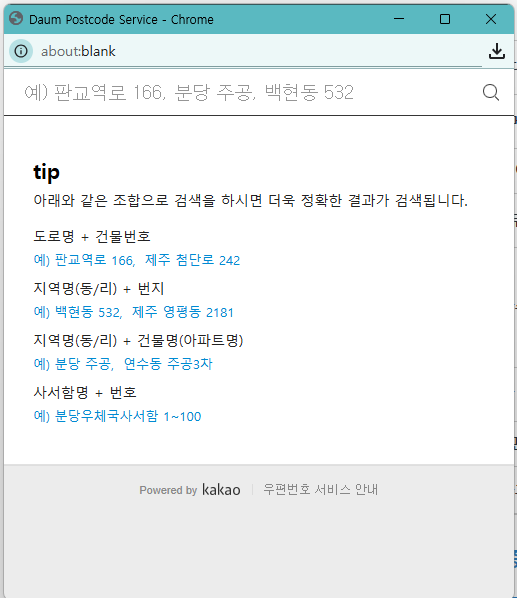 Daum Postcode Service - Chrome
about:blank
예) 판교역로 166, 분당 주공, 백현동 532
tip
아래와 같은 조합으로 검색을 하시면 더욱 정확한 결과가 검색됩니다.
도로명 + 건물번호
예) 판교역로 166, 제주 첨단로 242
지역명(동/리) + 번지
예) 백현동 532, 제주 영평동 2181
지역명(동/리) + 건물명(아파트명)
예) 분당 주공, 연수동 주공3차
사서함명 + 번호
예) 분당우체국사서함 1~100
Powered by kakao 우편번호 서비스 안내